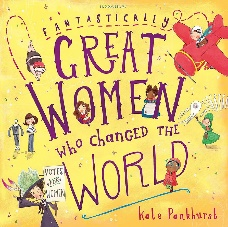 FANTASTICALLY
GREAT
WOMEN
WHO CHANGED THE
WORLD
VOTES
FOR
WOMEN
Kate Pankhurst